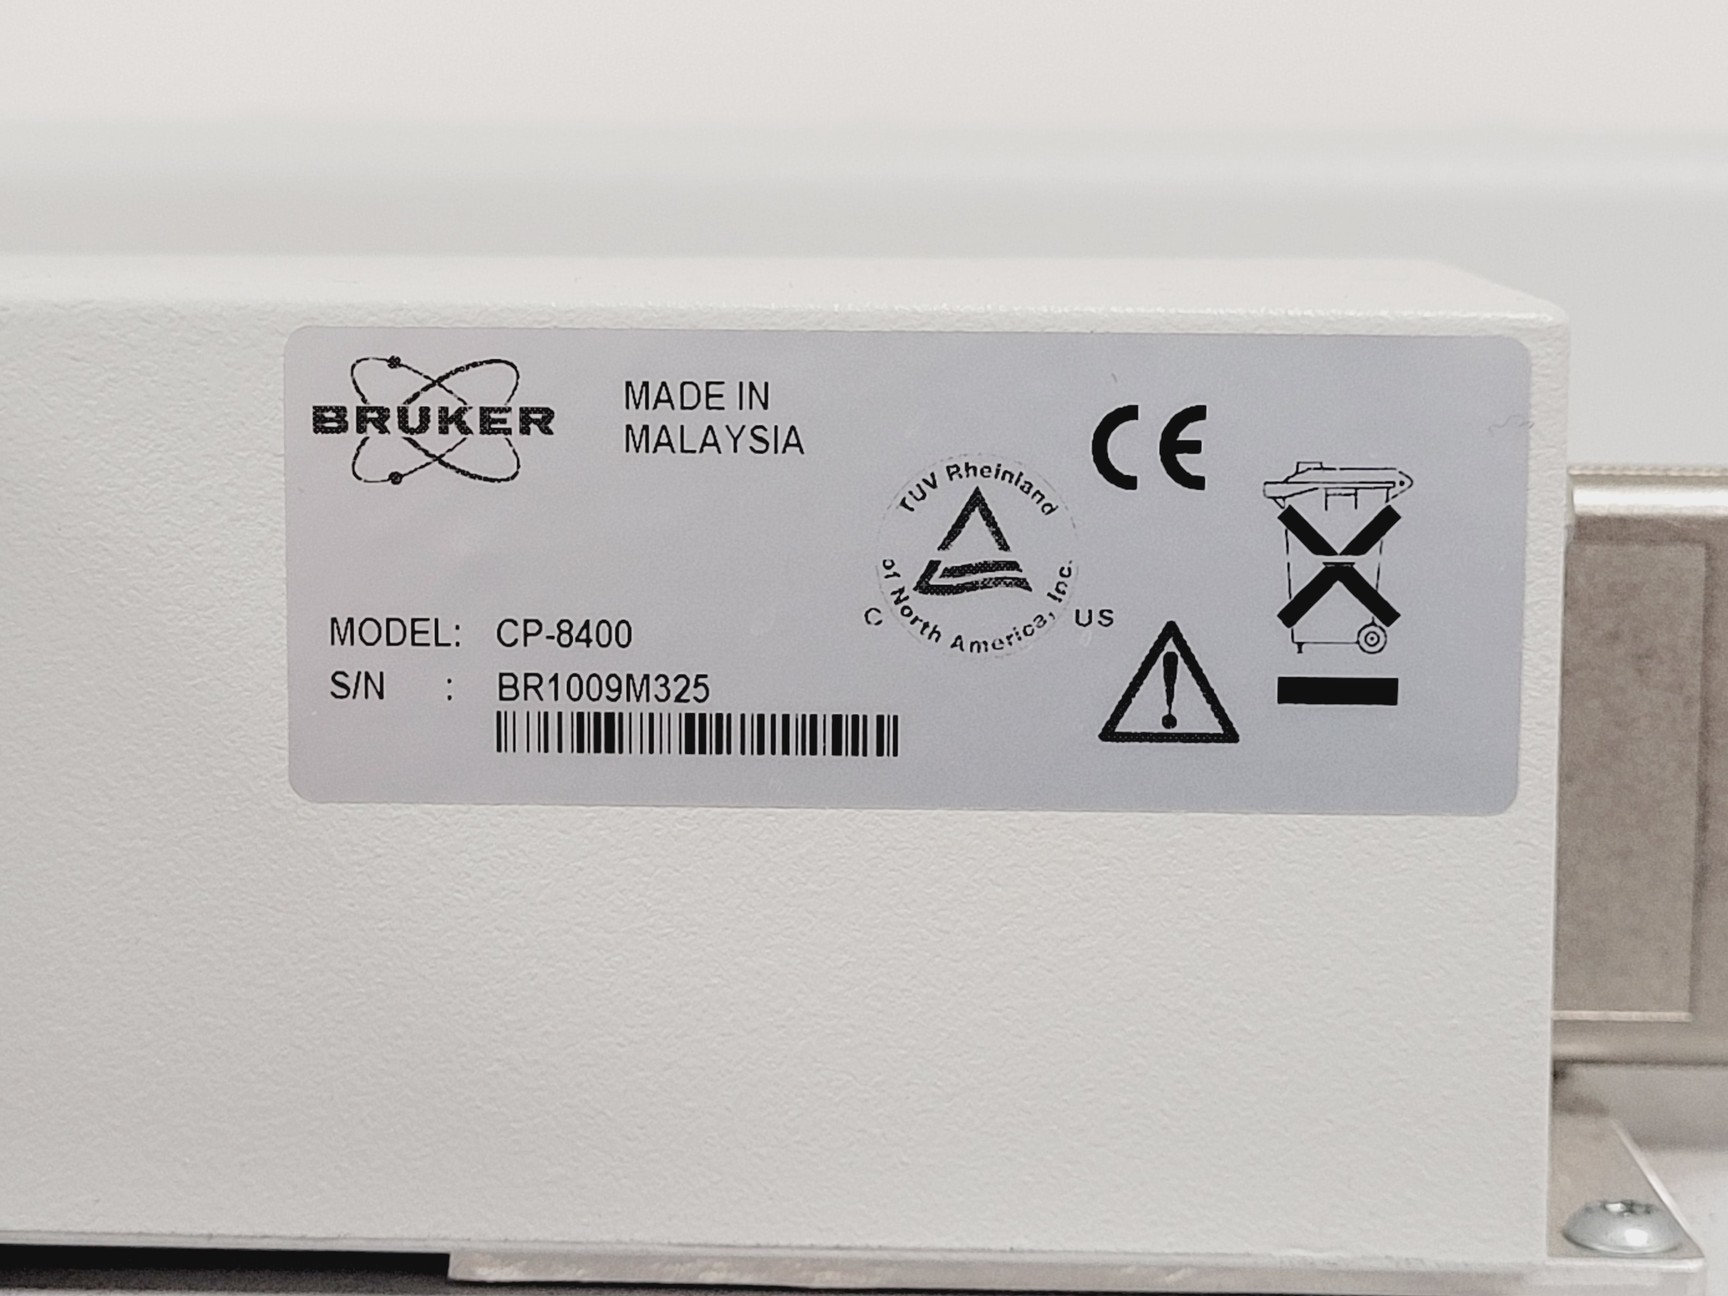 BRUKER
MADE IN
MALAYSIA
CE
TUV Rheinland
of North America, Inc.
C US
MODEL: CP-8400
S/N : BR1009M325